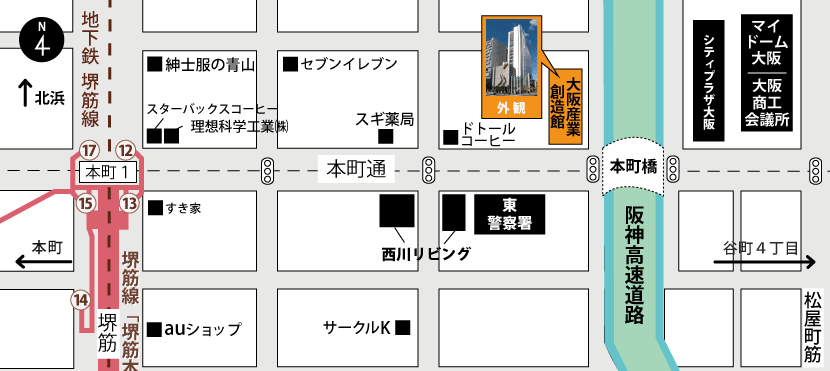 N
4
北浜
地下鉄 堺筋線
紳士服の青山
スターバックスコーヒー
理想科学工業㈱
セブンイレブン
スギ薬局
外観
大阪産業
創造館
ドトール
コーヒー
シティプラザ大阪
マイ
ドーム
大阪
大阪
商工
会議所
⑰
⑫
本町1
⑮
⑬
本町通
本町橋
すき家
西川リビング
東
警察署
阪神高速道路
本町
谷町4丁目
⑭
堺筋
堺筋線「堺筋本
auショップ
サークルK
松屋町筋